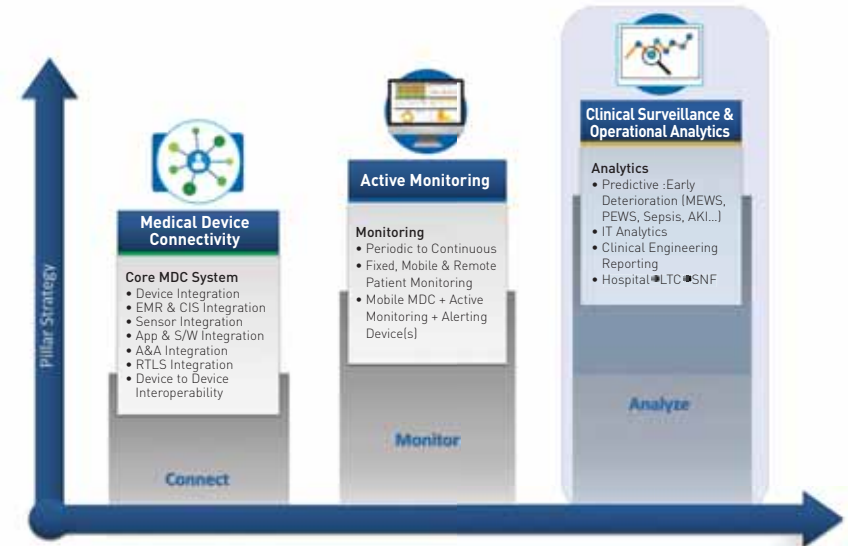 Pillar Strategy
Medical Device
Connectivity
Core MDC System
• Device Integration
• EMR & CIS Integration
• Sensor Integration
• App & S/W Integration
• A&A Integration
• RTLS Integration
• Device to Device
Interoperability
Connect
Active Monitoring
Monitoring
• Periodic to Continuous
• Fixed, Mobile & Remote
Patient Monitoring
• Mobile MDC + Active
Monitoring + Alerting
Device(s)
Monitor
Clinical Surveillance &
Operational Analytics
Analytics
• Predictive :Early
Deterioration (MEWS,
PEWS, Sepsis, AKI...)
• IT Analytics
• Clinical Engineering
Reporting
• Hospital➡LTC➡SNF
Analyze